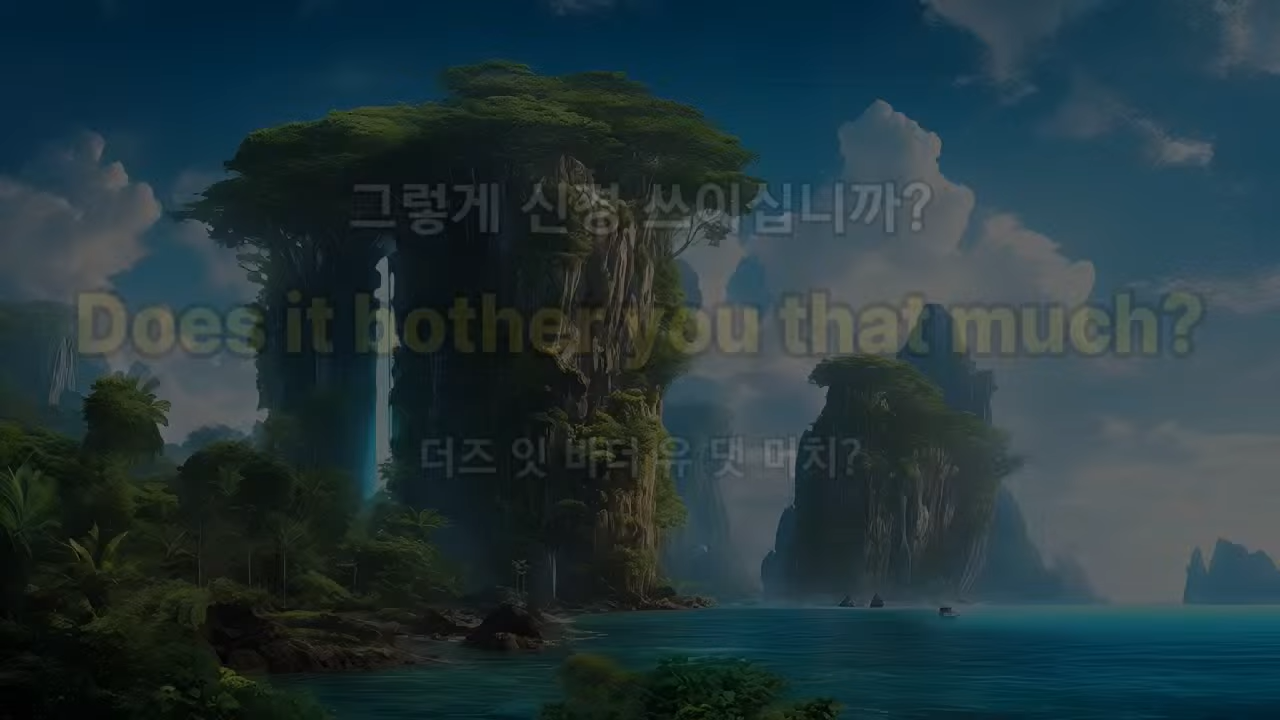 그렇게 신경 쓰이십니까?
Does it bother you that much?
더즈 잇 바더 유 댓 머치?